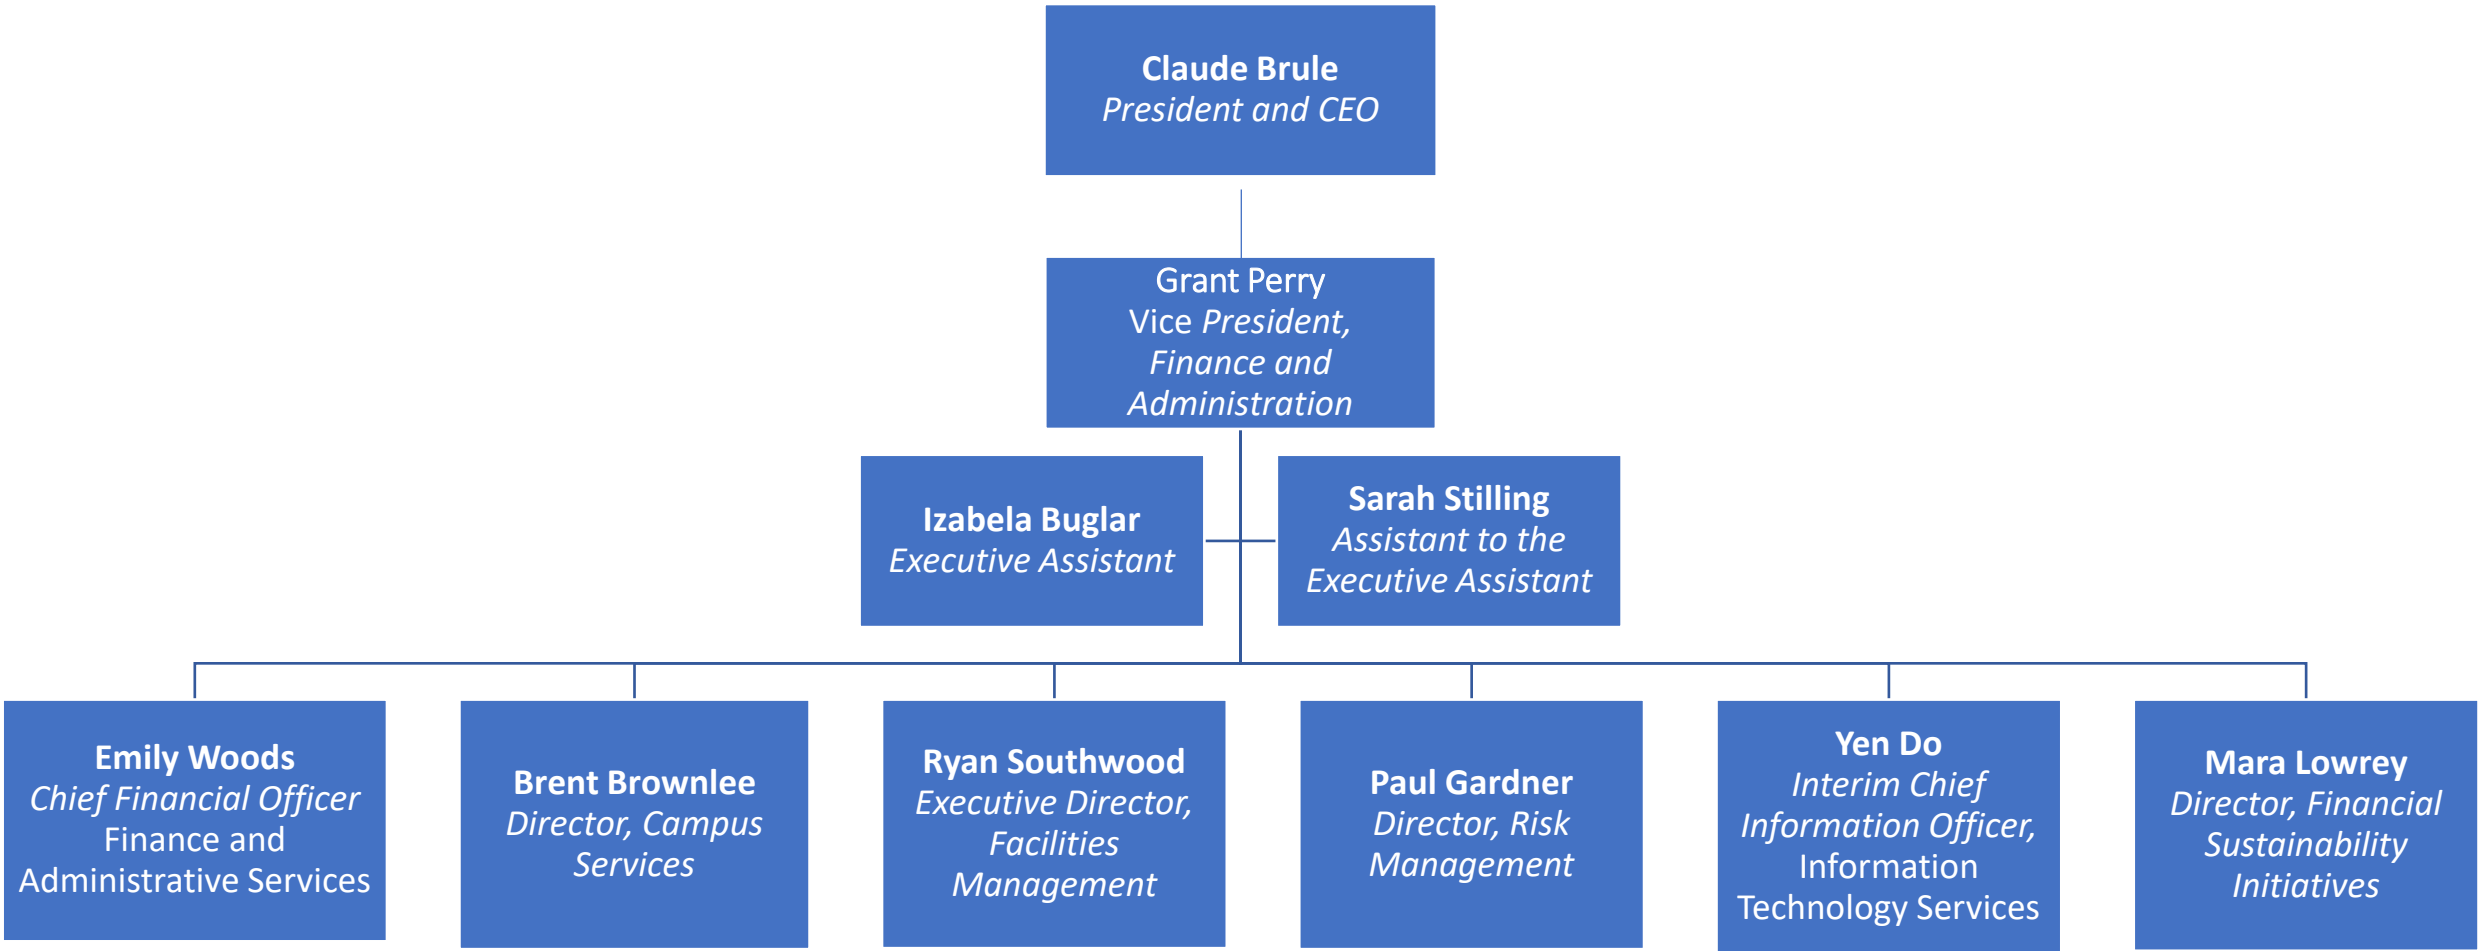 Claude Brule
President and CEO
Grant Perry
Vice President,
Finance and
Administration
Izabela Buglar
Executive Assistant
Sarah Stilling
Assistant to the
Executive Assistant
Emily Woods
Chief Financial Officer
Finance and
Administrative Services
Brent Brownlee
Director, Campus
Services
Ryan Southwood
Executive Director,
Facilities
Management
Paul Gardner
Director, Risk
Management
Yen Do
Interim Chief
Information Officer,
Information
Technology Services
Mara Lowrey
Director, Financial
Sustainability
Initiatives